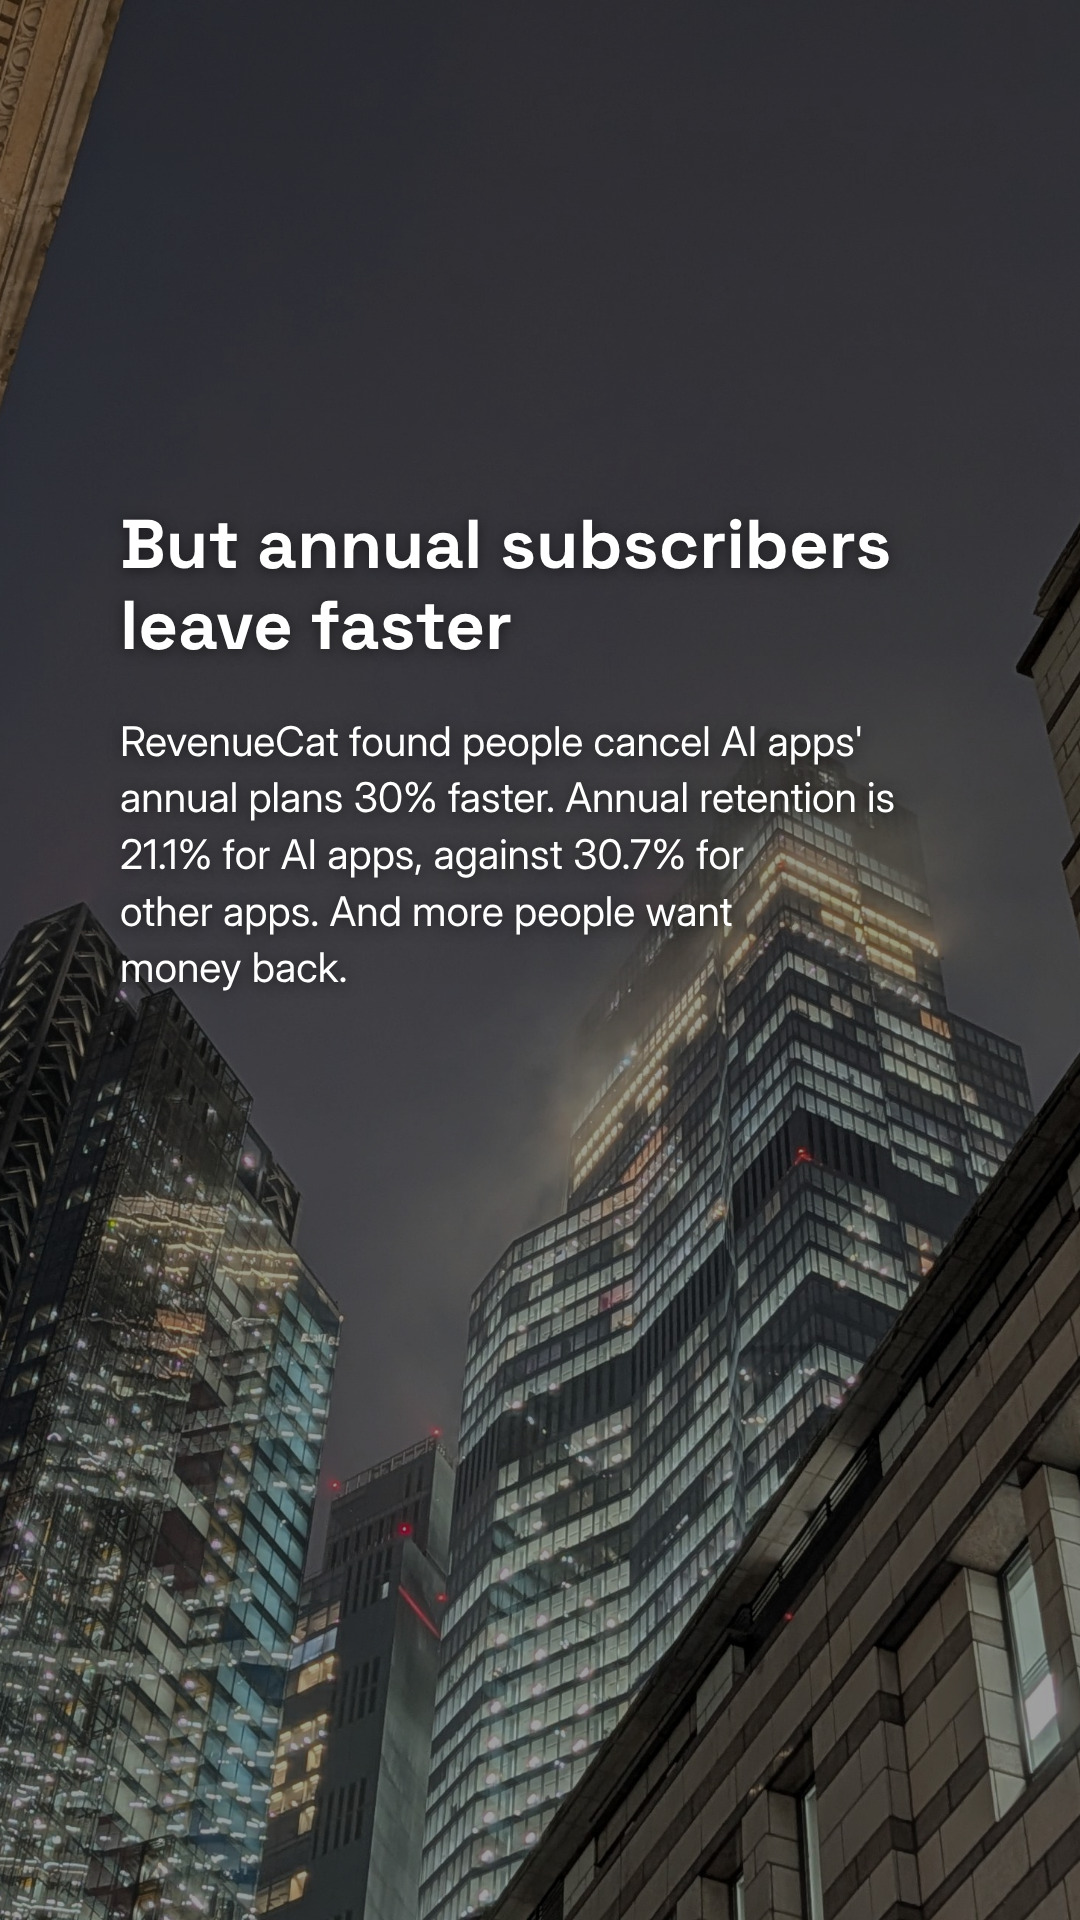 But annual subscribers
leave faster
RevenueCat found people cancel AI apps'
annual plans 30% faster. Annual retention is
21.1% for AI apps, against 30.7% for
other apps. And more people want
money back.